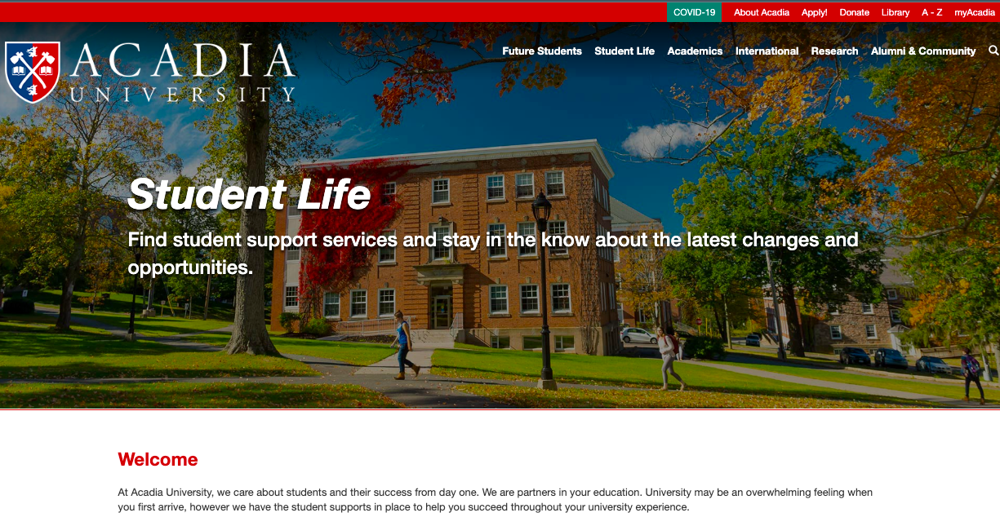 COVID-19 About Acadia Apply! Donate Library A - Z myAcadia
ACADIA
UNIVERSITY
Future Students Student Life Academics International Research Alumni & Community
Student Life
Find student support services and stay in the know about the latest changes and
opportunities.
Welcome
At Acadia University, we care about students and their success from day one. We are partners in your education. University may be an overwhelming feeling when
you first arrive, however we have the student supports in place to help you succeed throughout your university experience.